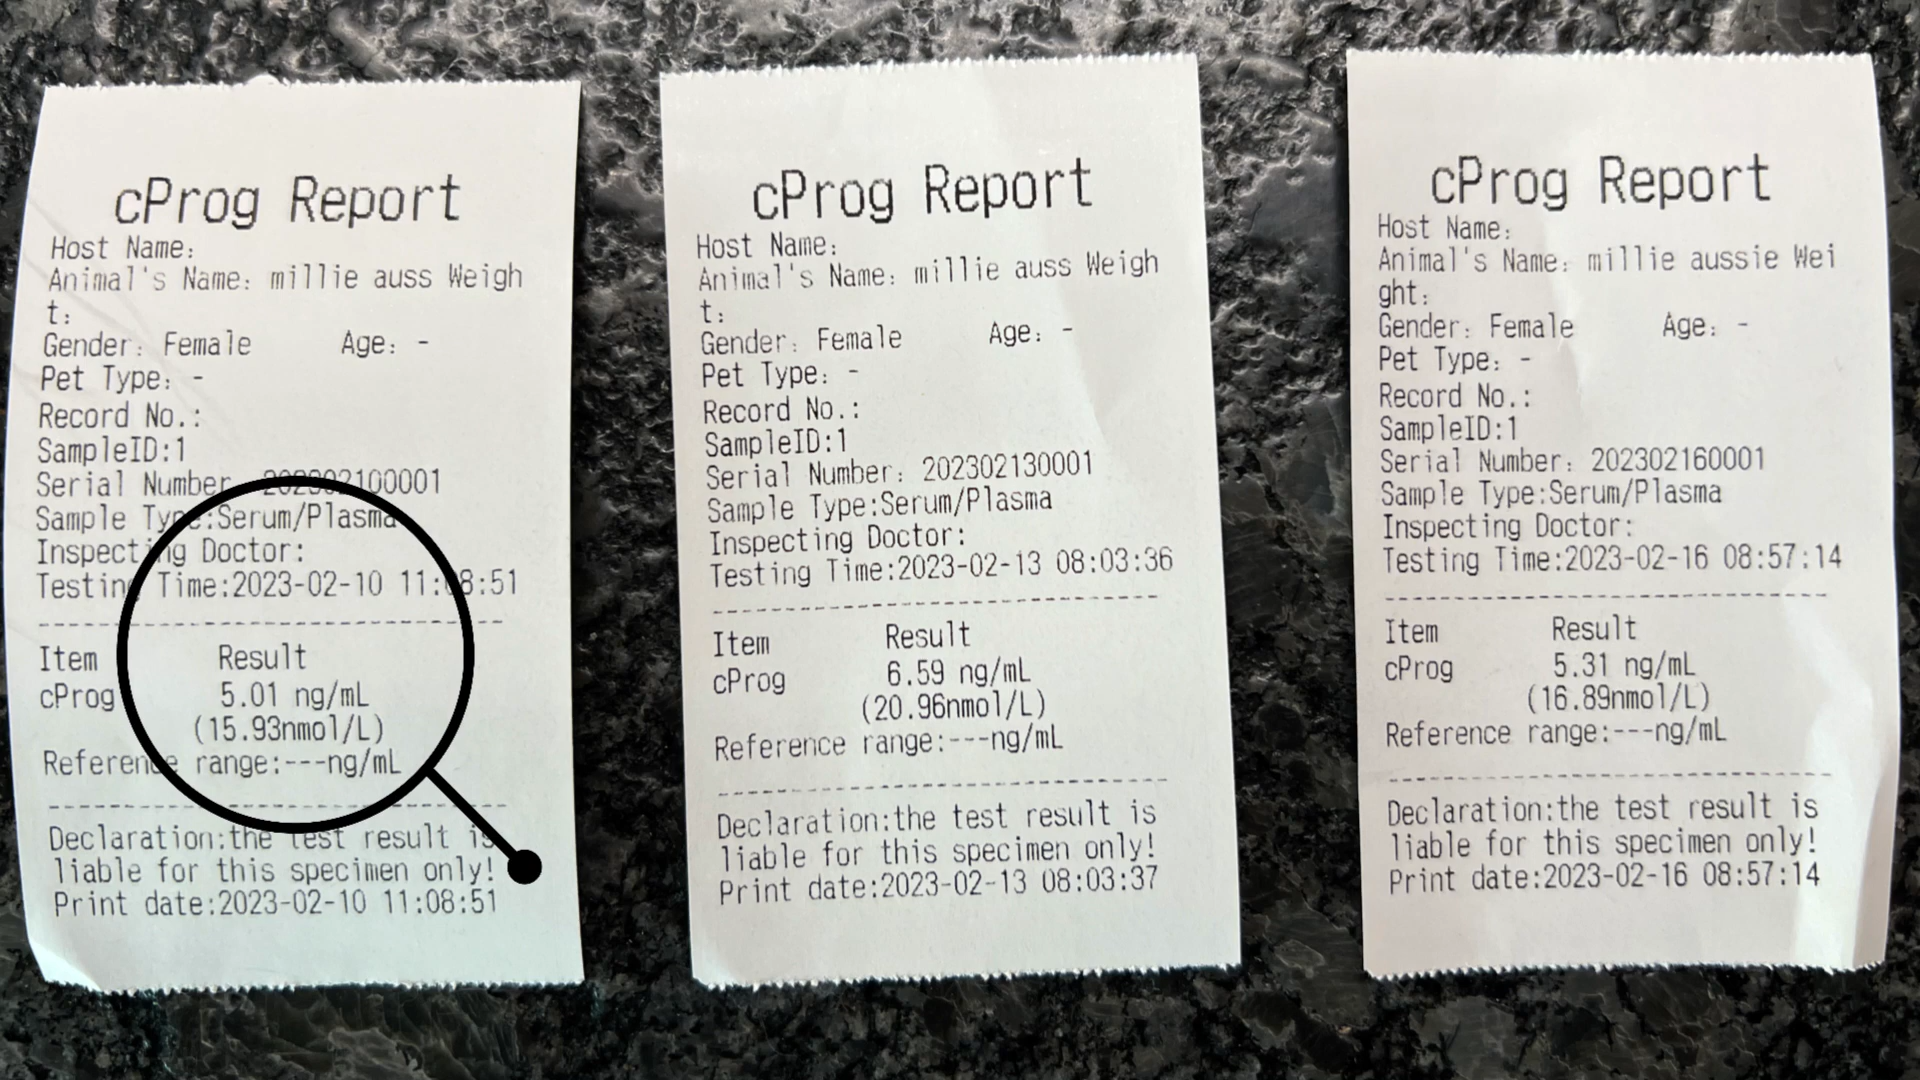 cProg Report
Host Name:
Animal's Name: millie auss Weigh
t:
Gender: Female Age: -
Pet Type: -
Record No.:
SampleID:1
Serial Number: 202302100001
Sample Type:Serum/Plasma
Inspecting Doctor:
Testing Time:2023-02-10 11:08:51
Item Result
cProg 5.01 ng/mL
(15.93nmol/L)
Reference range:---ng/mL
Declaration:the test result is
liable for this specimen only!
Print date:2023-02-10 11:08:51
cProg Report
Host Name:
Animal's Name: millie auss Weigh
t:
Gender: Female Age: -
Pet Type: -
Record No.:
SampleID:1
Serial Number: 202302130001
Sample Type:Serum/Plasma
Inspecting Doctor:
Testing Time:2023-02-13 08:03:36
Item Result
cProg 6.59 ng/mL
(20.96nmol/L)
Reference range:---ng/mL
Declaration:the test result is
liable for this specimen only!
Print date:2023-02-13 08:03:37
cProg Report
Host Name:
Animal's Name: millie aussie Wei
ght:
Gender: Female Age: -
Pet Type: -
Record No.:
SampleID:1
Serial Number: 202302160001
Sample Type:Serum/Plasma
Inspecting Doctor:
Testing Time:2023-02-16 08:57:14
Item Result
cProg 5.31 ng/mL
(16.89nmol/L)
Reference range:---ng/mL
Declaration:the test result is
liable for this specimen only!
Print date:2023-02-16 08:57:14